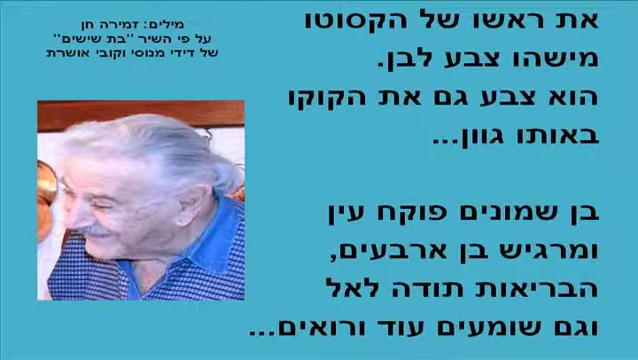 מילים: זמירה חן
על פי השיר "בת שישים"
של דידי מנוסי וקובי אושרת
את ראשו של הקסוטו
מישהו צבע לבן.
הוא צבע גם את הקוקו
באותו גוון...
בן שמונים פוקח עין
ומרגיש בן ארבעים,
הבריאות תודה לאל
וגם שומעים עוד ורואים...